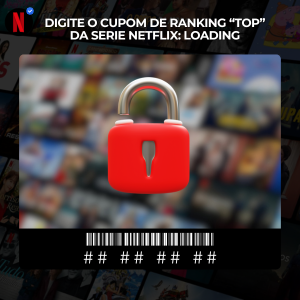 N
DIGITE O CUPOM DE RANKING “TOP”
DA SERIE NETFLIX: LOADING
## ## ## ##